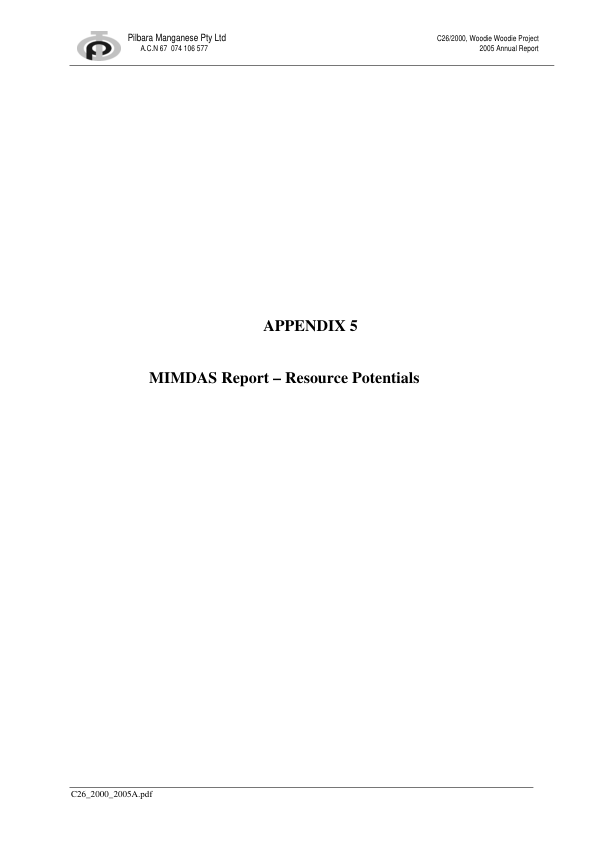 Pilbara Manganese Pty Ltd
A.C.N 67 074 106 577
C26/2000, Woodie Woodie Project
2005 Annual Report
APPENDIX 5
MIMDAS Report – Resource Potentials
C26_2000_2005A.pdf